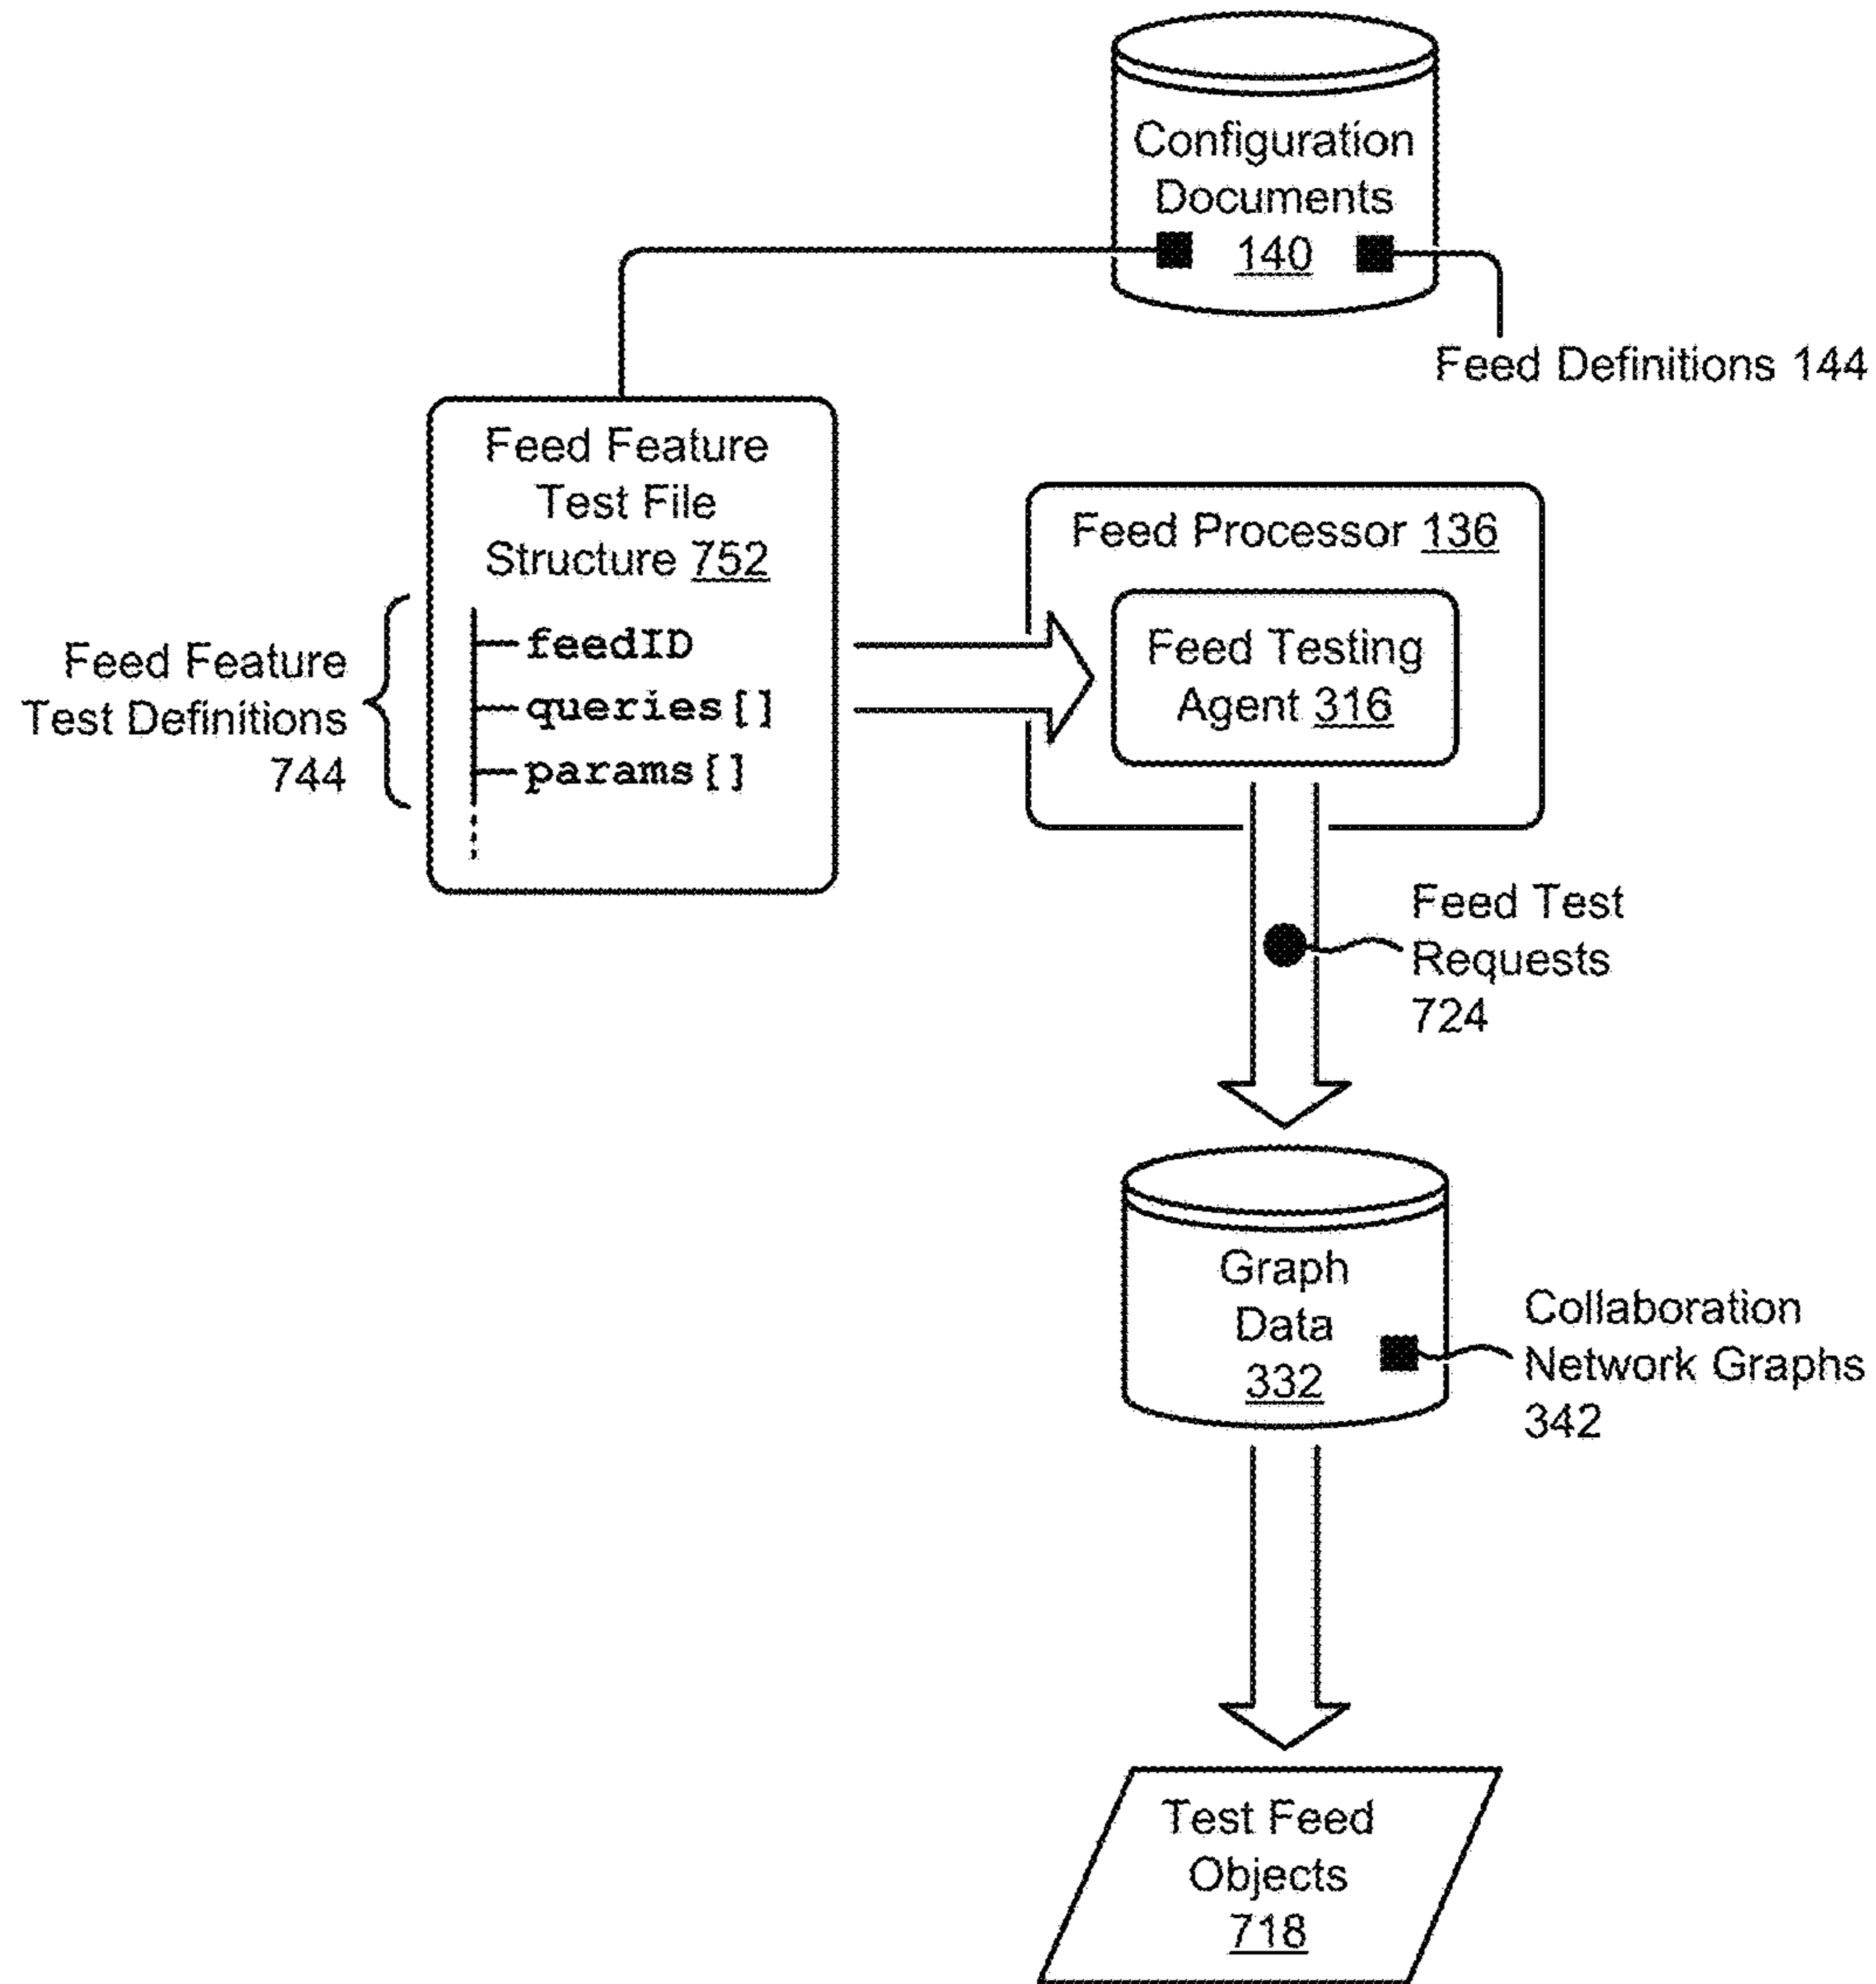 Configuration
Documents
140
Feed Definitions 144
Feed Feature
Test File
Structure 752
feedID
queries[]
params[]
Feed Feature
Test Definitions
744
Feed Processor 136
Feed Testing
Agent 316
Feed Test
Requests
724
Graph
Data
332
Collaboration
Network Graphs
342
Test Feed
Objects
718